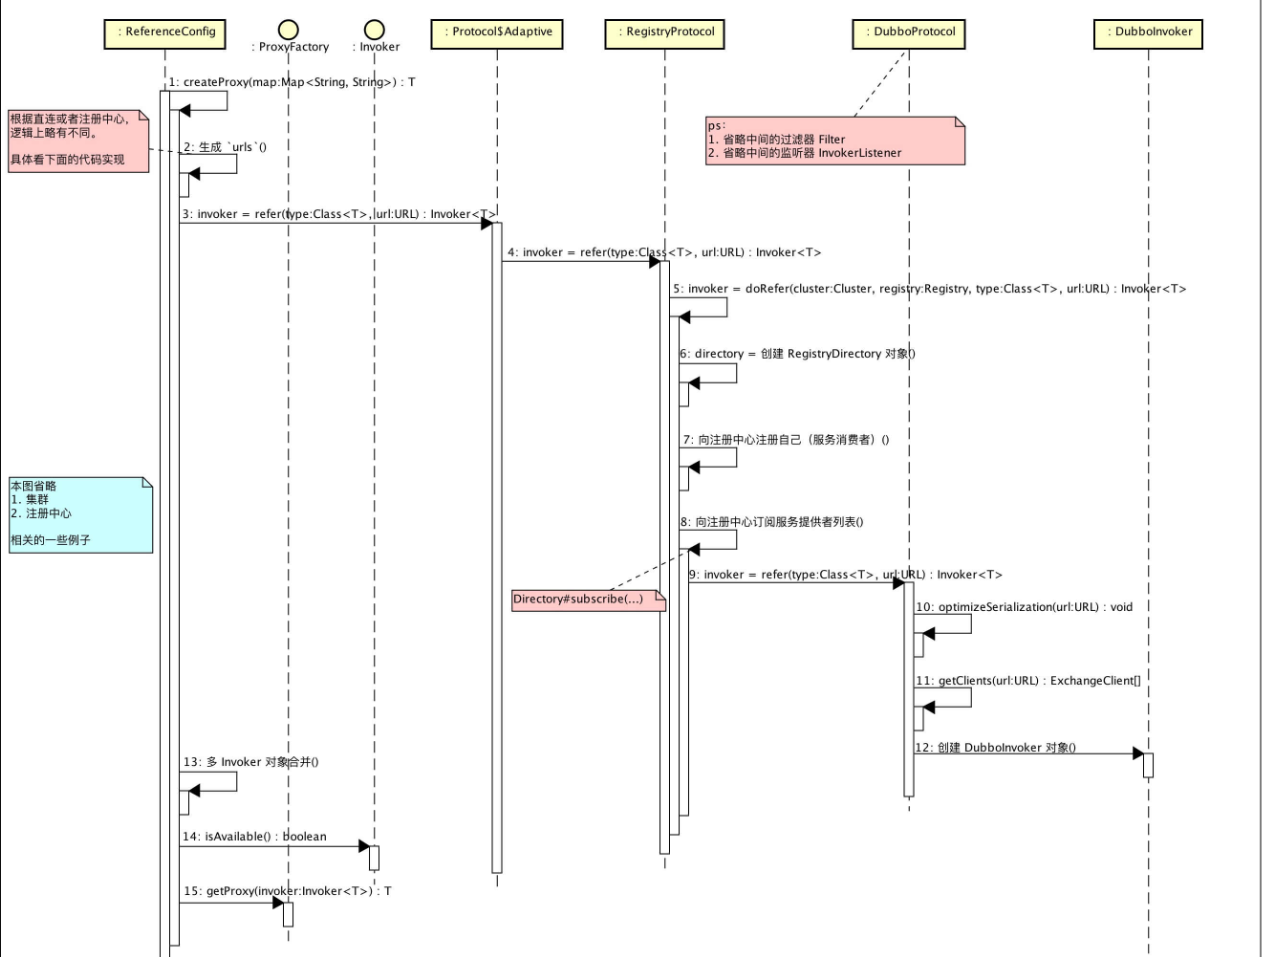 : ReferenceConfig
: ProxyFactory
: Invoker
: Protocol$Adaptive
: RegistryProtocol
: DubboProtocol
: DubboInvoker
1: createProxy(map:Map<String, String>) : T
根据直连或者注册中心，
逻辑上略有不同。
具体看下面的代码实现
ps:
1. 省略中间的过滤器 Filter
2. 省略中间的监听器 InvokerListener
2: 生成 `urls`()
3: invoker = refer(type:Class<T>, url:URL) : Invoker<T>
4: invoker = refer(type:Class<T>, url:URL) : Invoker<T>
5: invoker = doRefer(cluster:Cluster, registry:Registry, type:Class<T>, url:URL) : Invoker<T>
6: directory = 创建 RegistryDirectory 对象()
7: 向注册中心注册自己（服务消费者）()
本图省略
1. 集群
2. 注册中心
相关的一些例子
8: 向注册中心订阅服务提供者列表()
9: invoker = refer(type:Class<T>, url:URL) : Invoker<T>
Directory#subscribe(...)
10: optimizeSerialization(url:URL) : void
11: getClients(url:URL) : ExchangeClient[]
12: 创建 DubboInvoker 对象()
13: 多 Invoker 对象合并()
14: isAvailable() : boolean
15: getProxy(invoker:Invoker<T>) : T